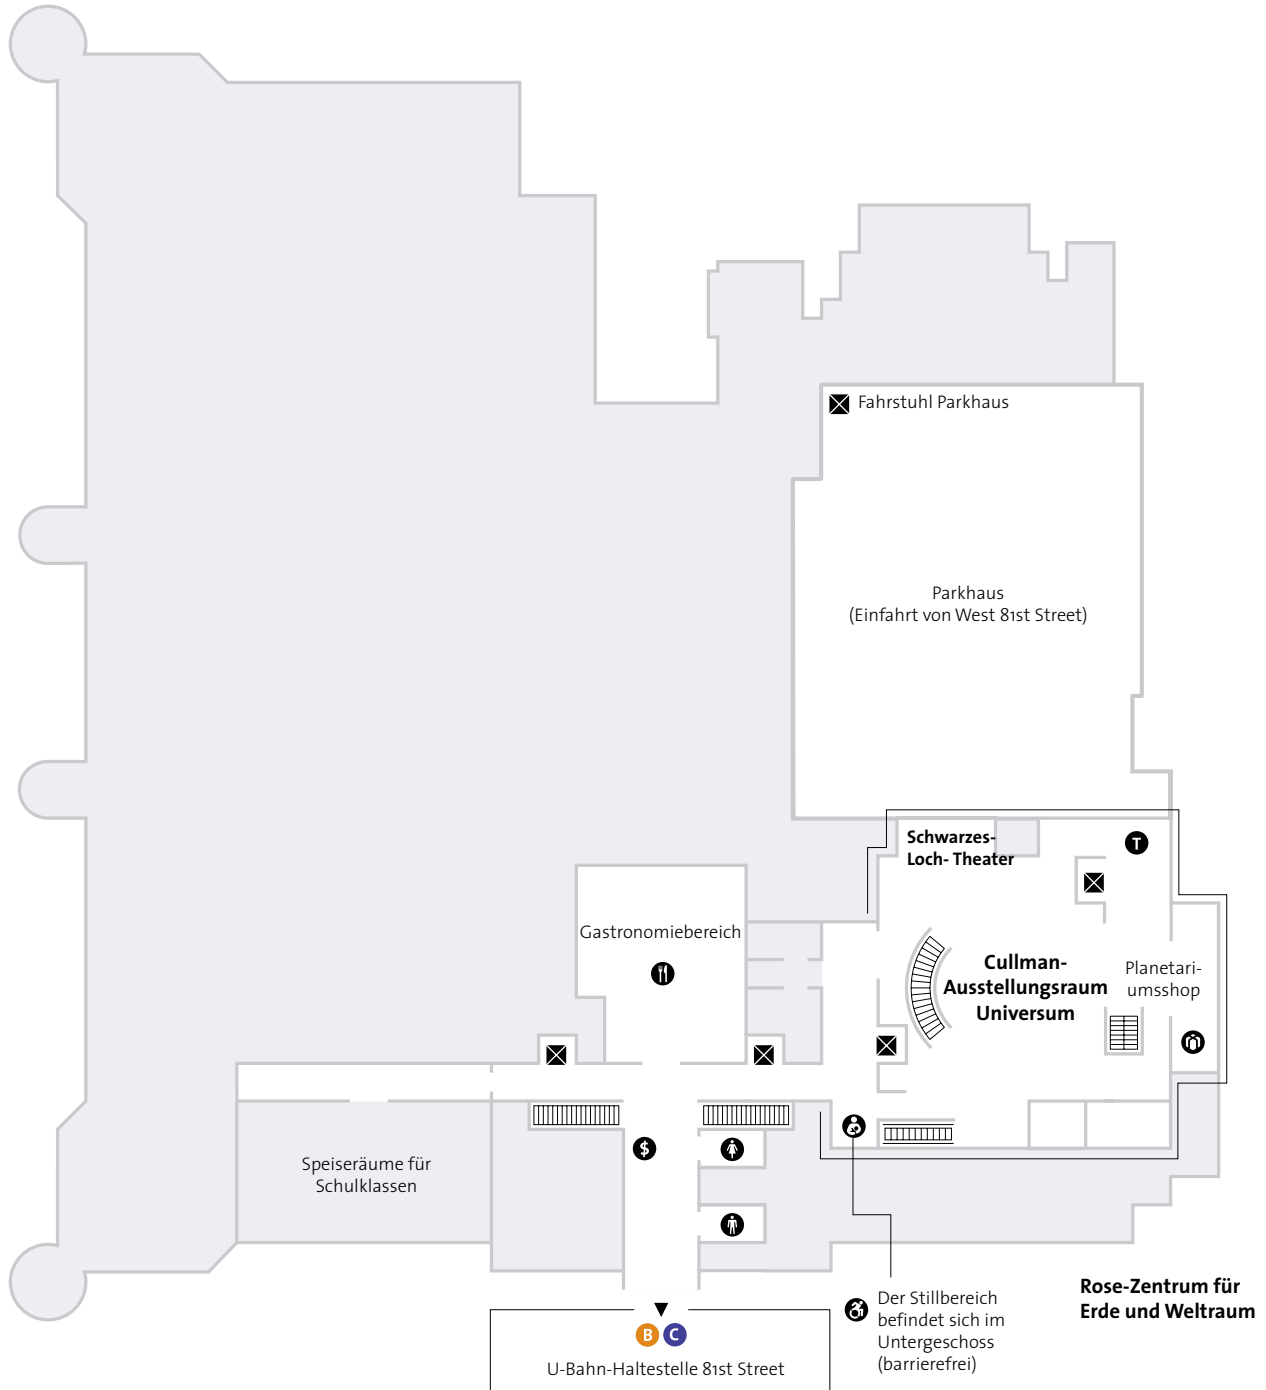 Fahrstuhl Parkhaus
Parkhaus
(Einfahrt von West 81st Street)
Schwarzes-
Loch- Theater
T
Gastronomiebereich
Cullman-
Ausstellungsraum
Universum
Planetari-
umsshop
$
Speiseräume für
Schulklassen
Der Stillbereich
befindet sich im
Untergeschoss
(barrierefrei)
Rose-Zentrum für
Erde und Weltraum
B C
U-Bahn-Haltestelle 81st Street